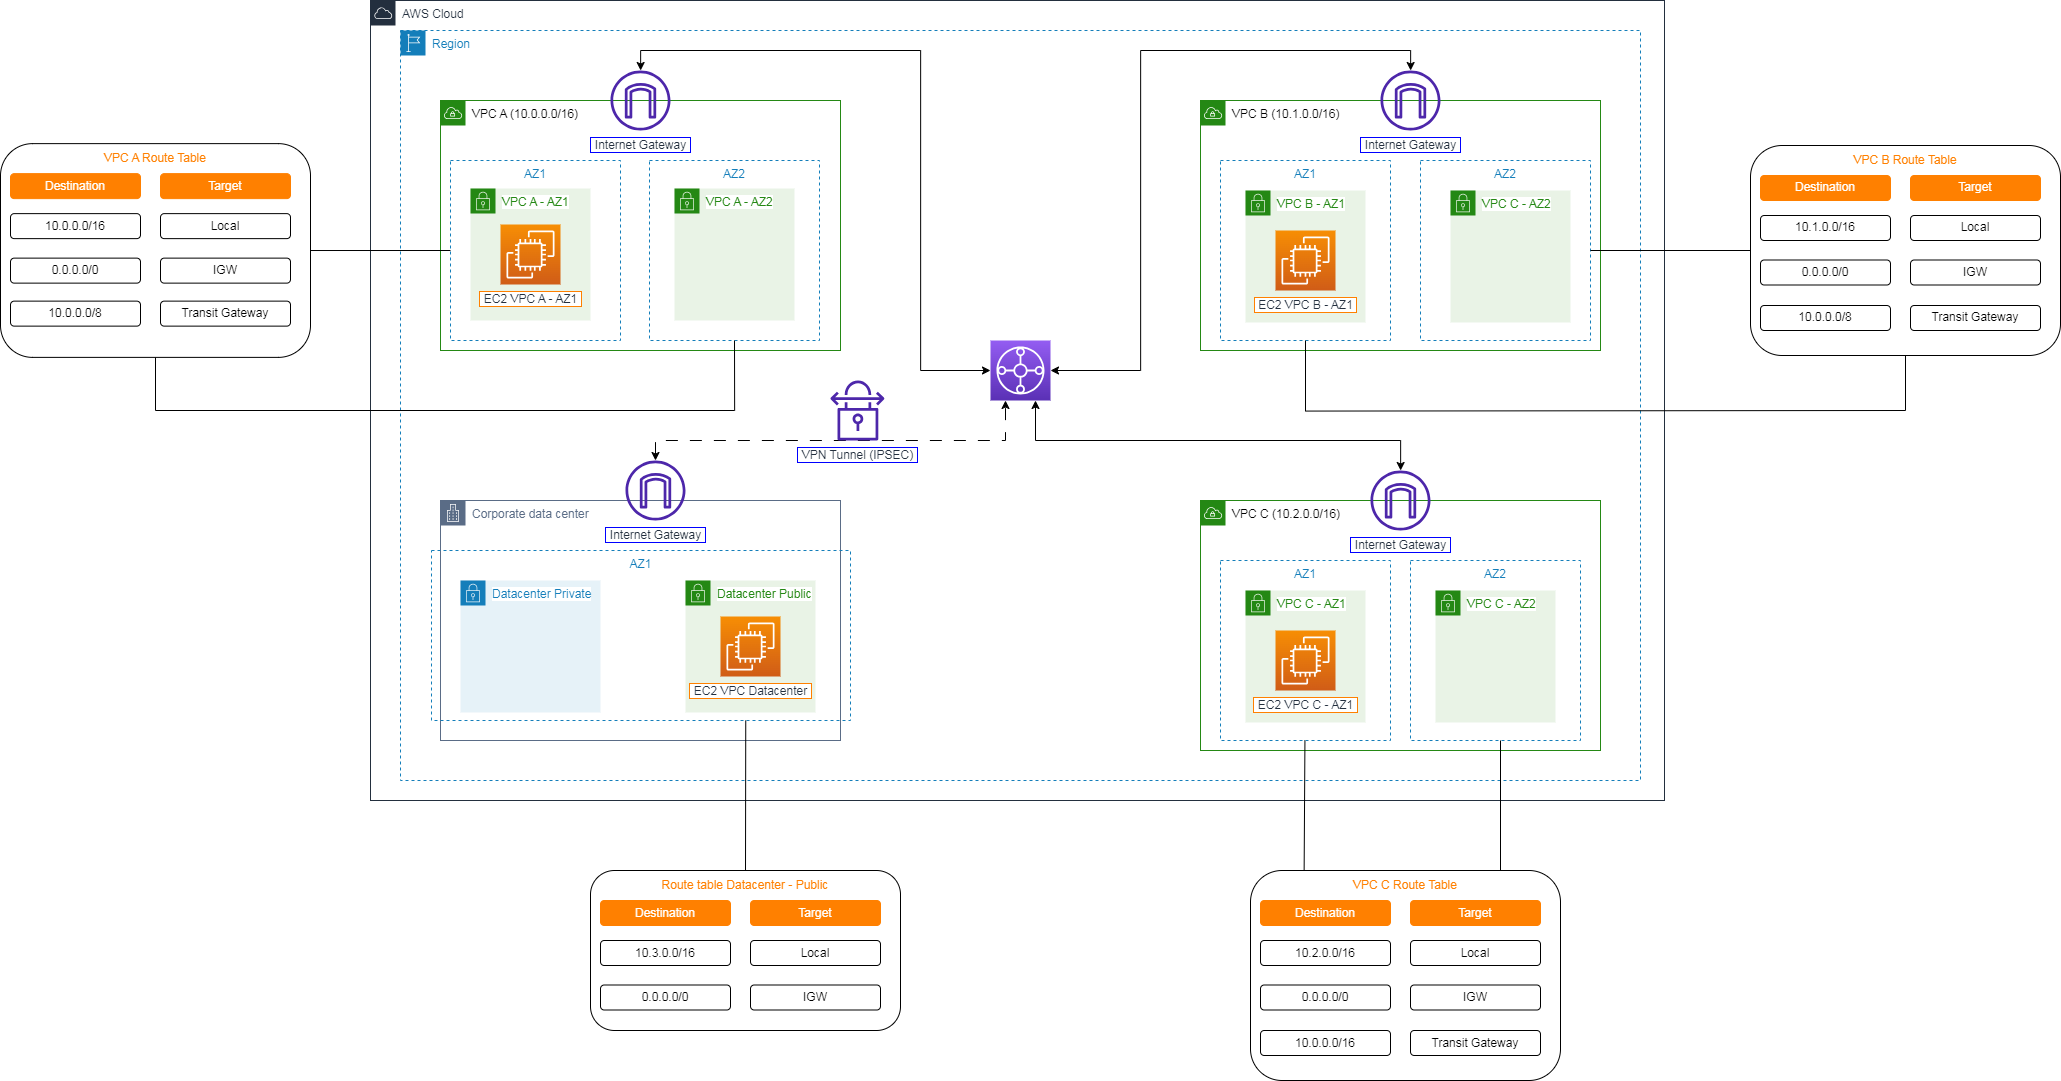 AWS Cloud
Region
VPC A (10.0.0.0/16)
Internet Gateway
AZ1
AZ2
VPC A - AZ1
VPC A - AZ2
EC2 VPC A - AZ1
VPC B (10.1.0.0/16)
Internet Gateway
AZ1
AZ2
VPC B - AZ1
VPC C - AZ2
EC2 VPC B - AZ1
VPC A Route Table
Destination Target
10.0.0.0/16 Local
0.0.0.0/0 IGW
10.0.0.0/8 Transit Gateway
VPC B Route Table
Destination Target
10.1.0.0/16 Local
0.0.0.0/0 IGW
10.0.0.0/8 Transit Gateway
VPN Tunnel (IPSEC)
Corporate data center
Internet Gateway
AZ1
Datacenter Private
Datacenter Public
EC2 VPC Datacenter
VPC C (10.2.0.0/16)
Internet Gateway
AZ1
AZ2
VPC C - AZ1
VPC C - AZ2
EC2 VPC C - AZ1
Route table Datacenter - Public
Destination Target
10.3.0.0/16 Local
0.0.0.0/0 IGW
VPC C Route Table
Destination Target
10.2.0.0/16 Local
0.0.0.0/0 IGW
10.0.0.0/16 Transit Gateway